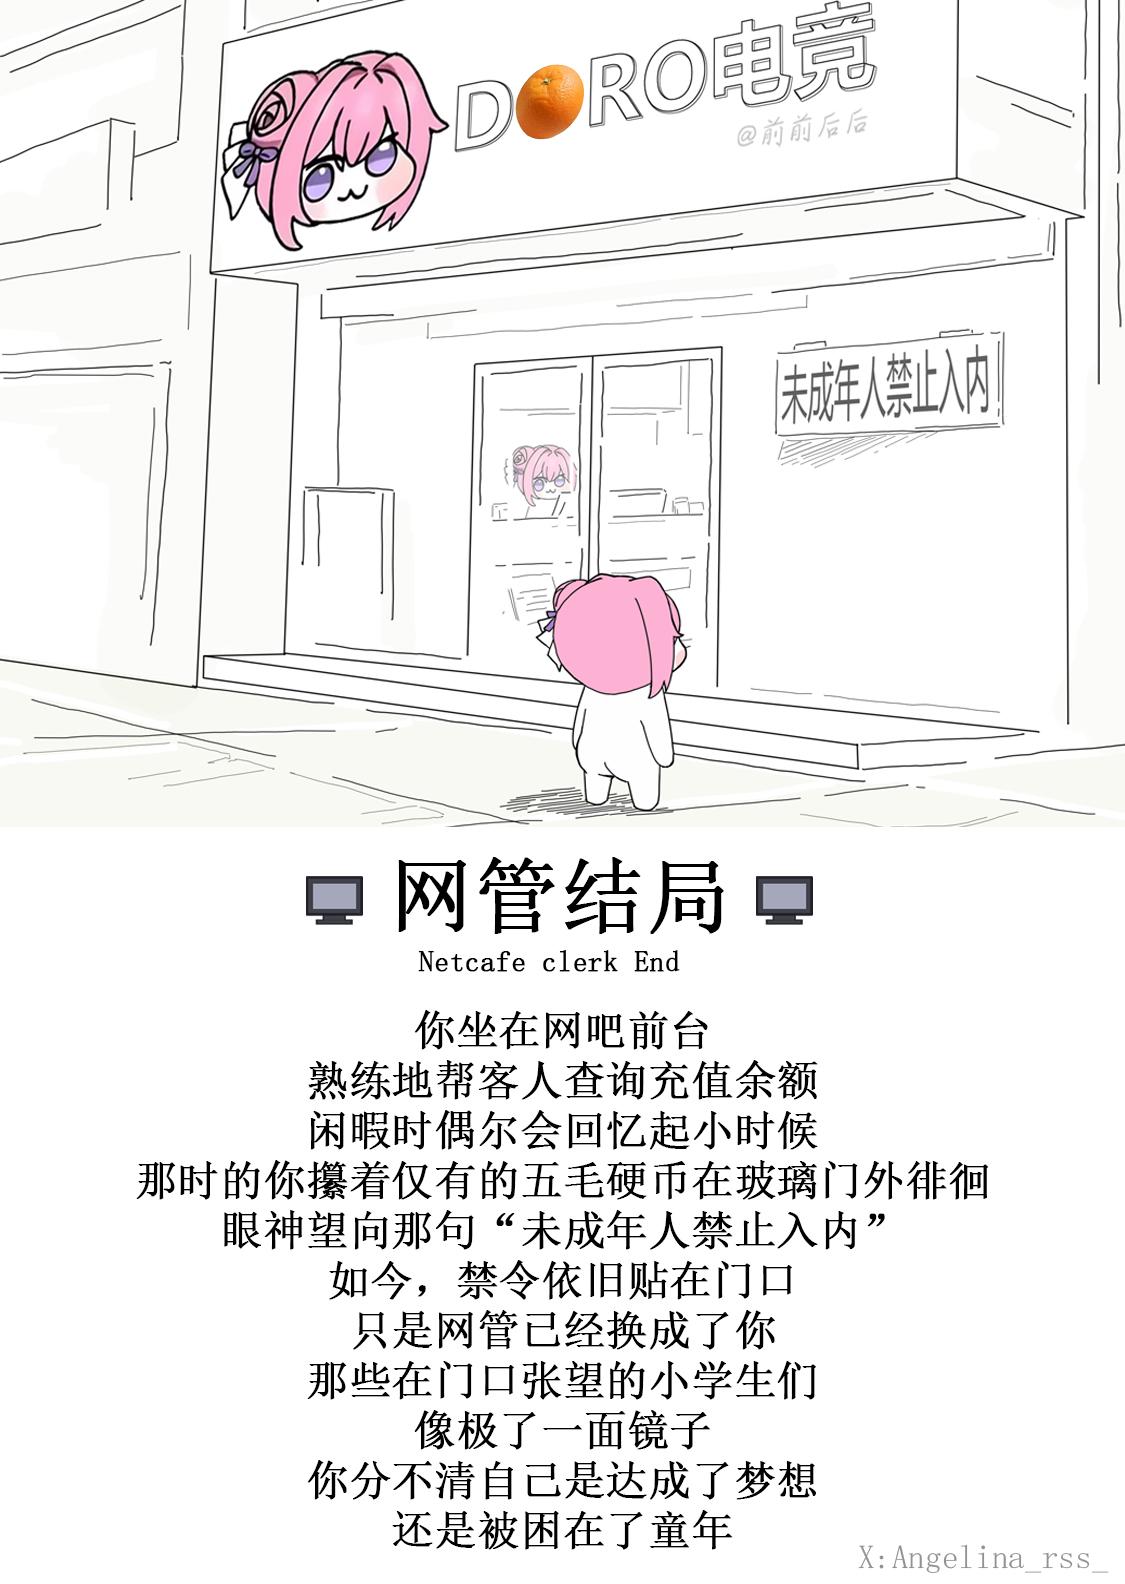 DORO电竞
@前前后后
未成年人禁止入内
网管结局
Netcafe clerk End
你坐在网吧前台
熟练地帮客人查询充值余额
闲暇时偶尔会回忆起小时候
那时的你攥着仅有的五毛硬币在玻璃门外徘徊
眼神望向那句“未成年人禁止入内”
如今，禁令依旧贴在门口
只是网管已经换成了你
那些在门口张望的小学生们
像极了一面镜子
你分不清自己是达成了梦想
还是被困在了童年
X:Angelina_rss_